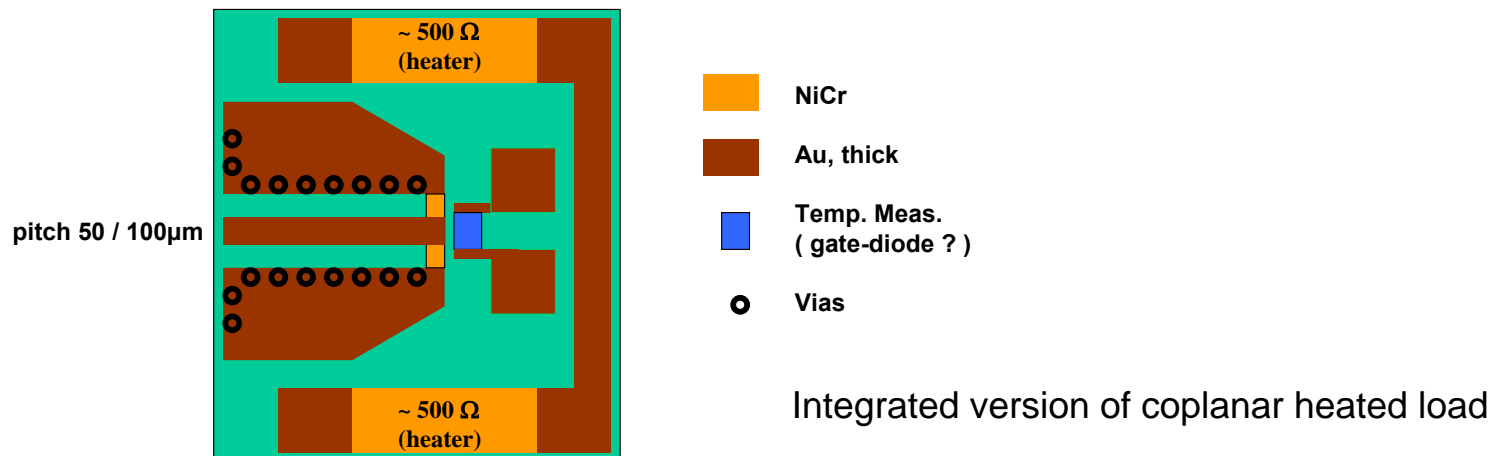 ~ 500 Ω
(heater)
pitch 50 / 100µm
~ 500 Ω
(heater)
NiCr
Au, thick
Temp. Meas.
( gate-diode ? )
Vias
Integrated version of coplanar heated load